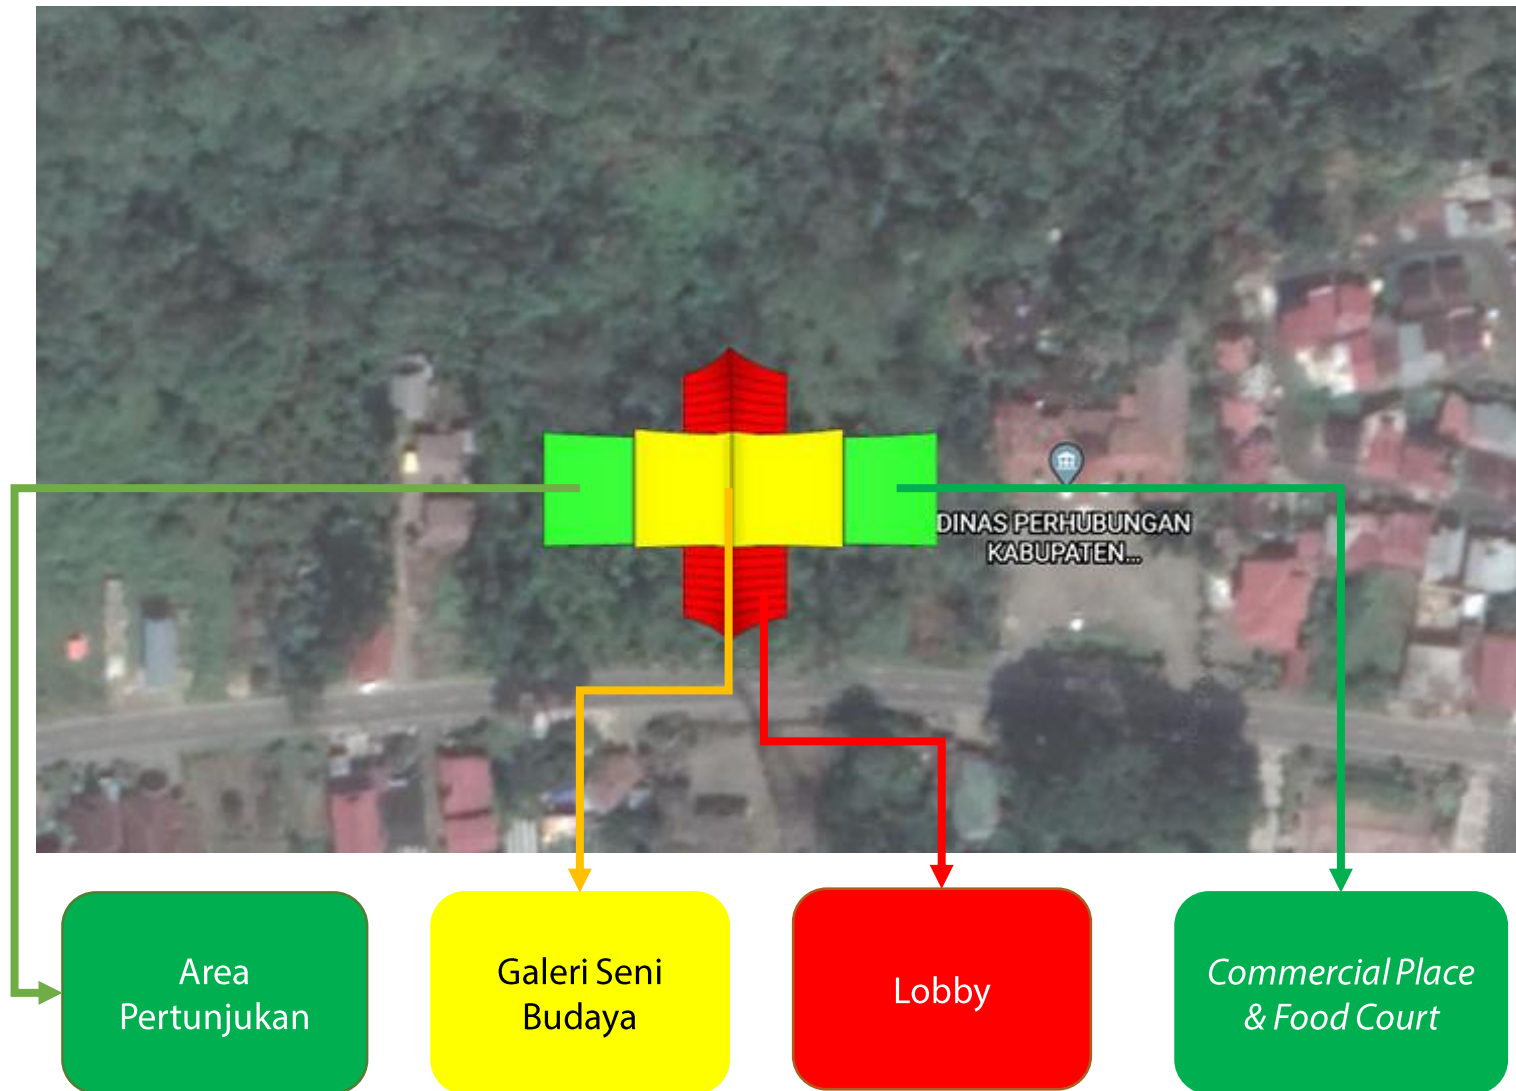 DINAS PERHUBUNGAN
KABUPATEN...
Area
Pertunjukan
Galeri Seni
Budaya
Lobby
Commercial Place
& Food Court